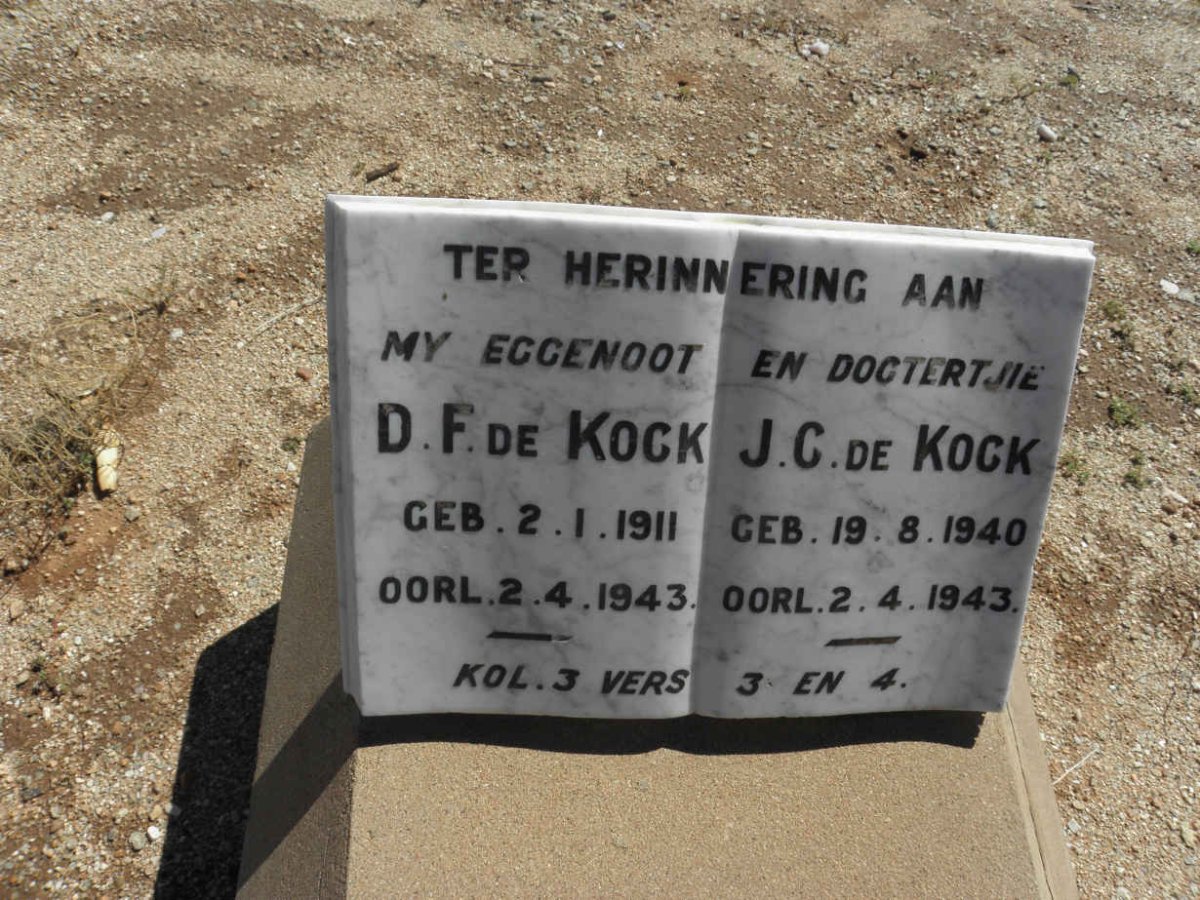 TER HERINNERING AAN
MY EGGENOOT EN DOGTERTJIE
D.F. DE KOCK J.C. DE KOCK
GEB. 2.1.1911 GEB. 19.8.1940
OORL. 2.4.1943. OORL. 2.4.1943.
KOL. 3 VERS 3 EN 4.